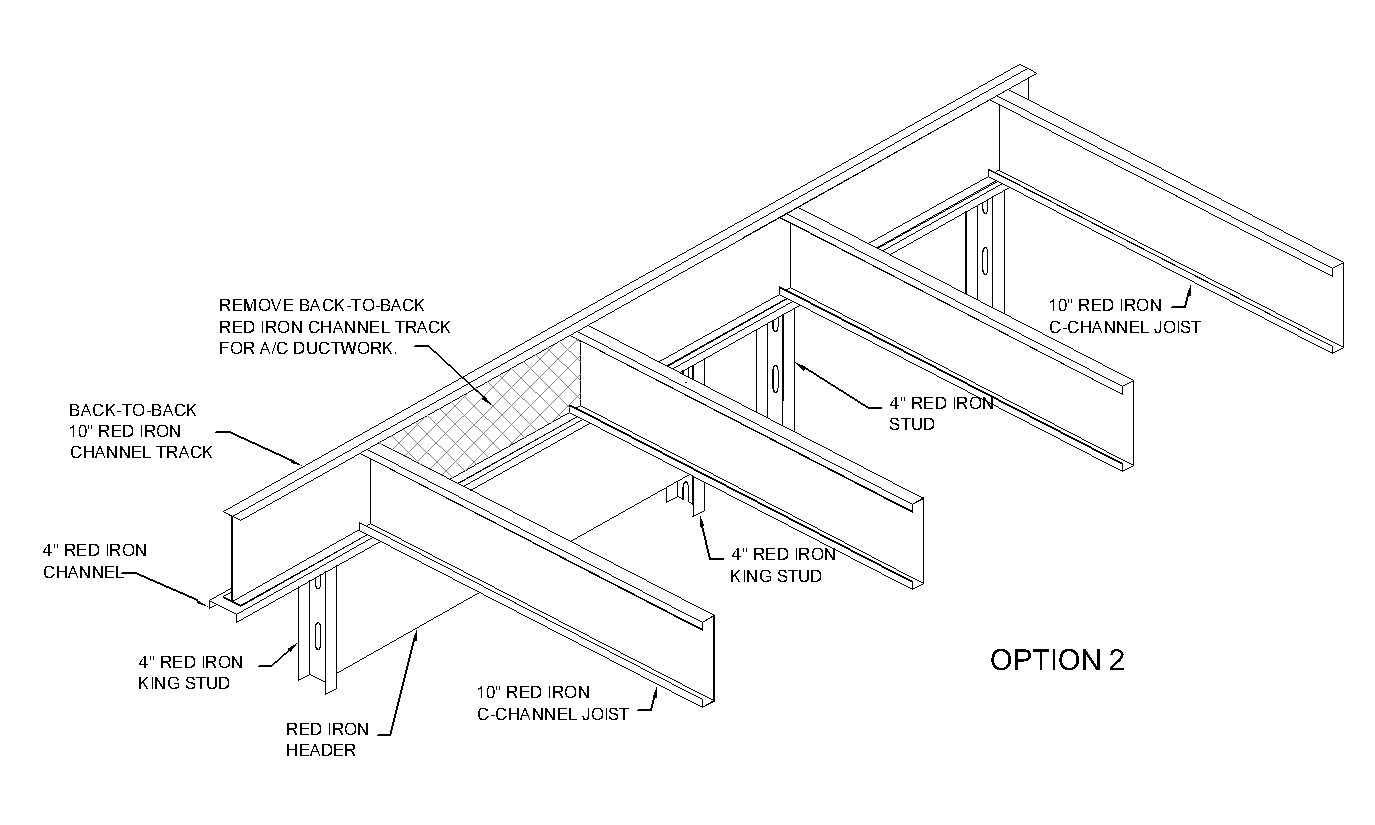 REMOVE BACK-TO-BACK
RED IRON CHANNEL TRACK
FOR A/C DUCTWORK.
10" RED IRON
C-CHANNEL JOIST
BACK-TO-BACK
10" RED IRON
CHANNEL TRACK
4" RED IRON
STUD
4" RED IRON
CHANNEL
4" RED IRON
KING STUD
4" RED IRON
KING STUD
OPTION 2
10" RED IRON
C-CHANNEL JOIST
RED IRON
HEADER